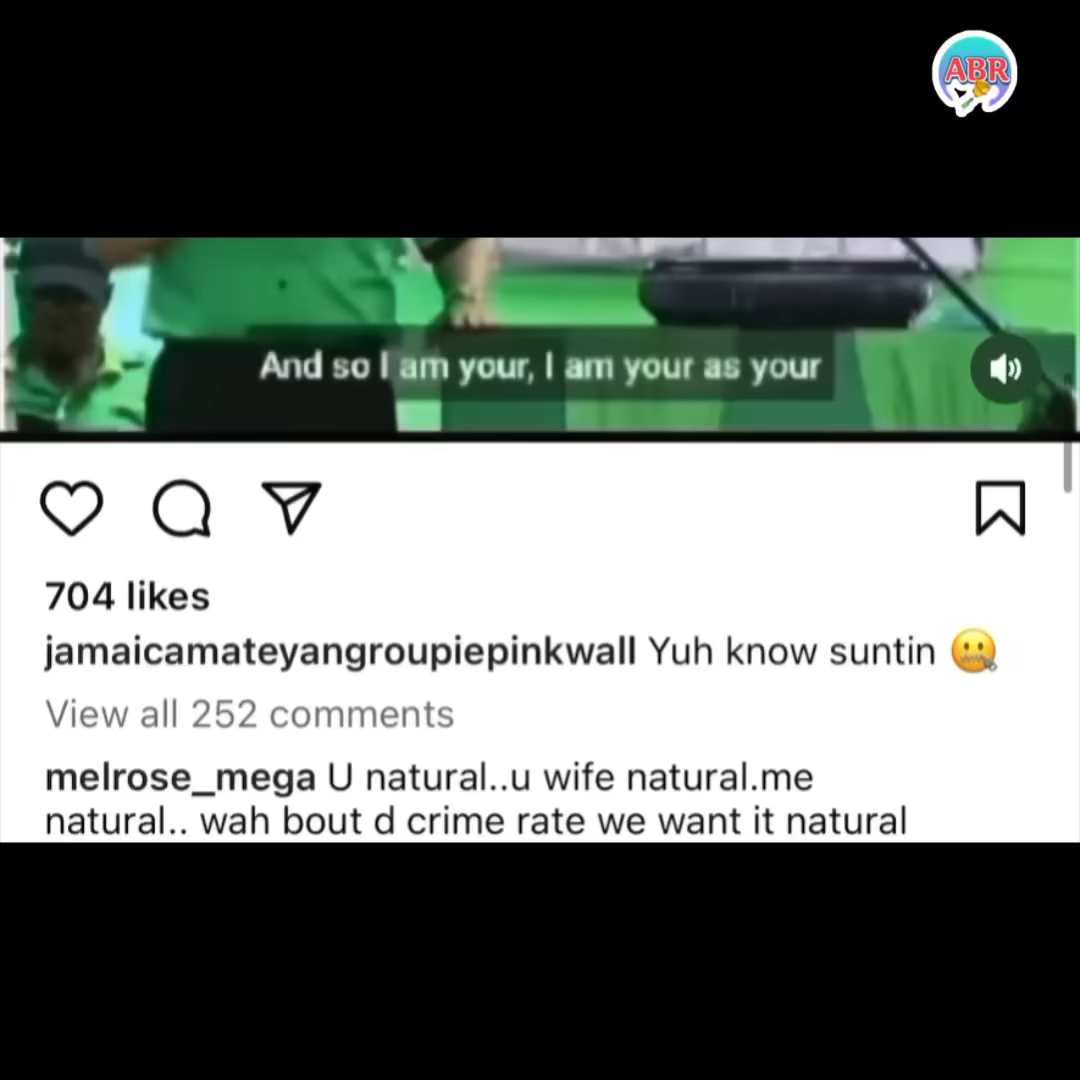 ABR
And so I am your, I am your as your
704 likes
jamaicamateyangroupiepinkwall Yuh know suntin 🤐
View all 252 comments
melrose_mega U natural..u wife natural.me
natural.. wah bout d crime rate we want it natural